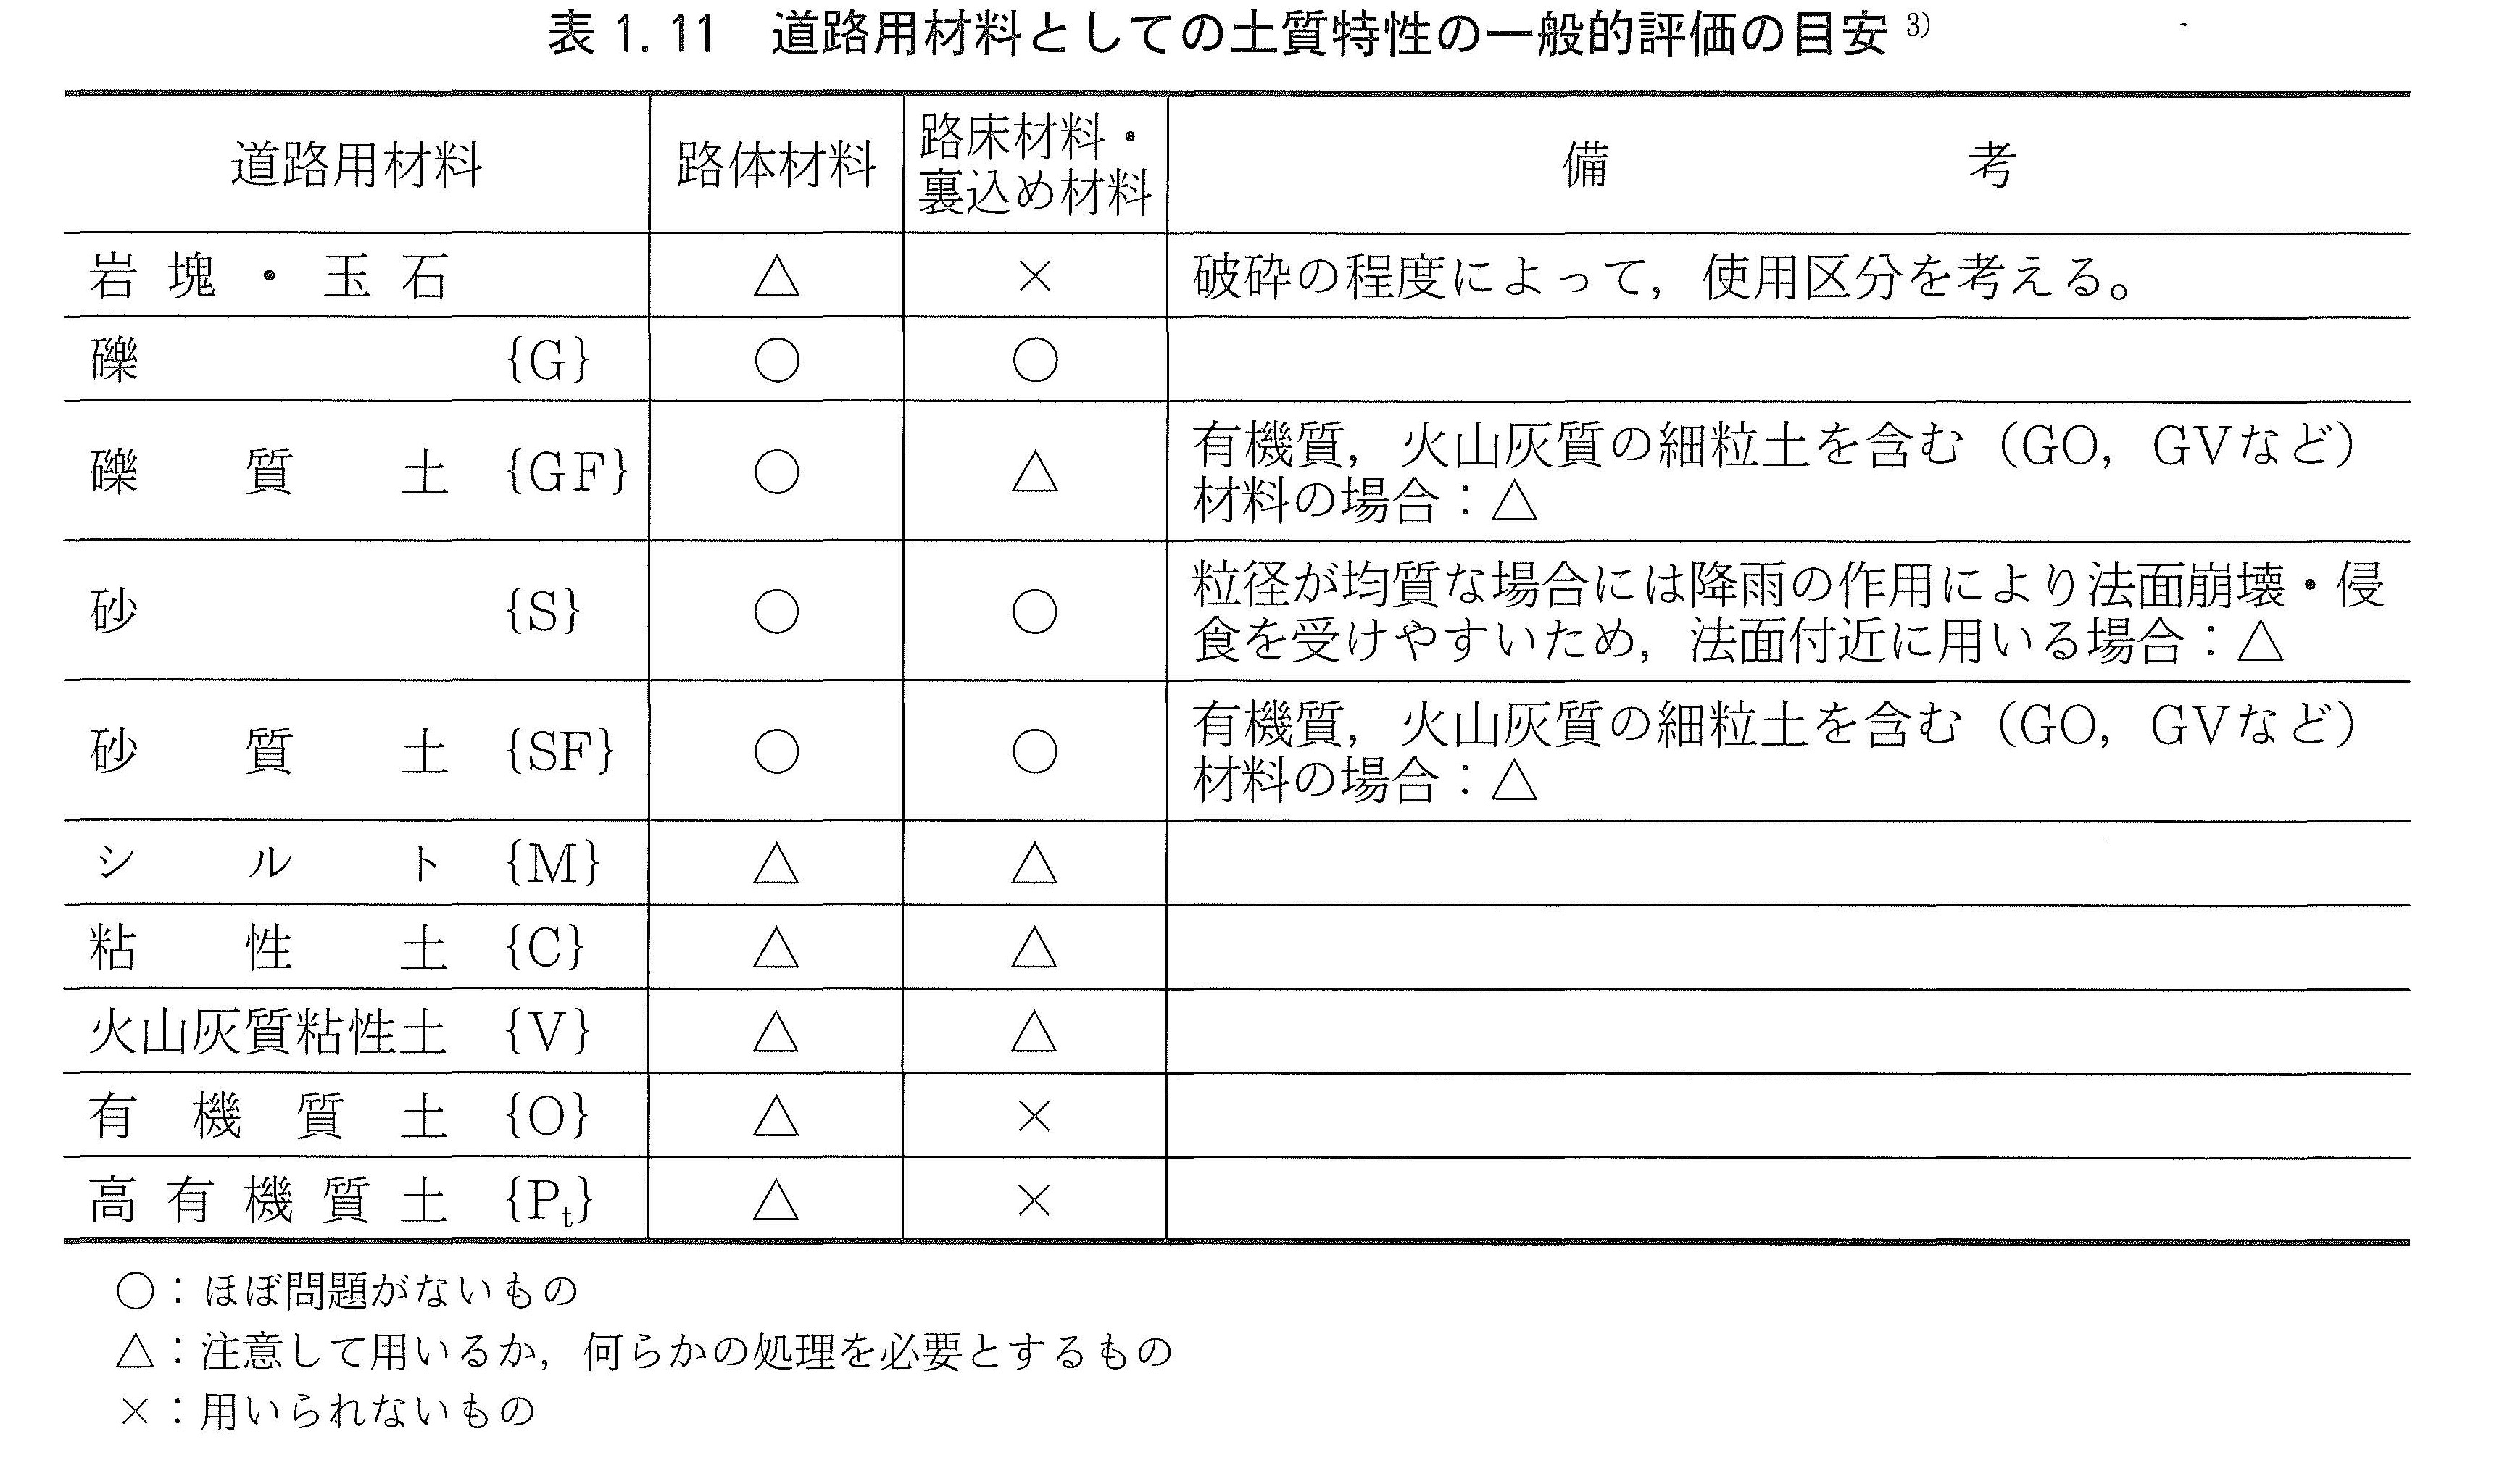 表1.11 道路用材料としての土質特性の一般的評価の目安 3)
道路用材料 路体材料 路床材料・裏込め材料 備考
岩塊・玉石 △ × 破砕の程度によって，使用区分を考える。
礫 {G} ○ ○
礫質土 {GF} ○ △ 有機質，火山灰質の細粒土を含む（GO，GVなど）
材料の場合：△
砂 {S} ○ ○ 粒径が均質な場合には降雨の作用により法面崩壊・侵
食を受けやすいため，法面付近に用いる場合：△
砂質土 {SF} ○ ○ 有機質，火山灰質の細粒土を含む（GO，GVなど）
材料の場合：△
シルト {M} △ △
粘性土 {C} △ △
火山灰質粘性土 {V} △ △
有機質土 {O} △ ×
高有機質土 {Pt} △ ×
○：ほぼ問題がないもの
△：注意して用いるか，何らかの処理を必要とするもの
×：用いられないもの